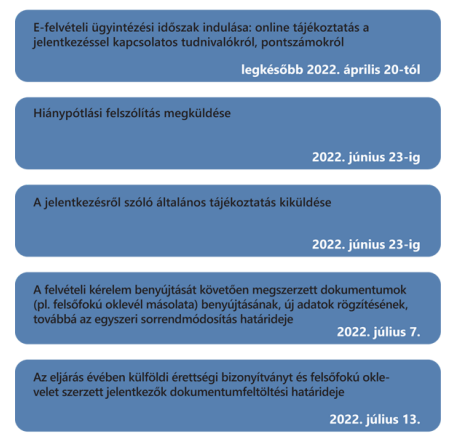 E-felvételi ügyintézési időszak indulása: online tájékoztatás a
jelentkezéssel kapcsolatos tudnivalókról, pontszámokról
legkésőbb 2022. április 20-tól
Hiánypótlási felszólítás megküldése
2022. június 23-ig
A jelentkezésről szóló általános tájékoztatás kiküldése
2022. június 23-ig
A felvételi kérelem benyújtását követően megszerzett dokumentumok
(pl. felsőfokú oklevél másolata) benyújtásának, új adatok rögzítésének,
továbbá az egyszeri sorrendmódosítás határideje
2022. július 7.
Az eljárás évében külföldi érettségi bizonyítványt és felsőfokú okle-
velet szerzett jelentkezők dokumentumfeltöltési határideje
2022. július 13.